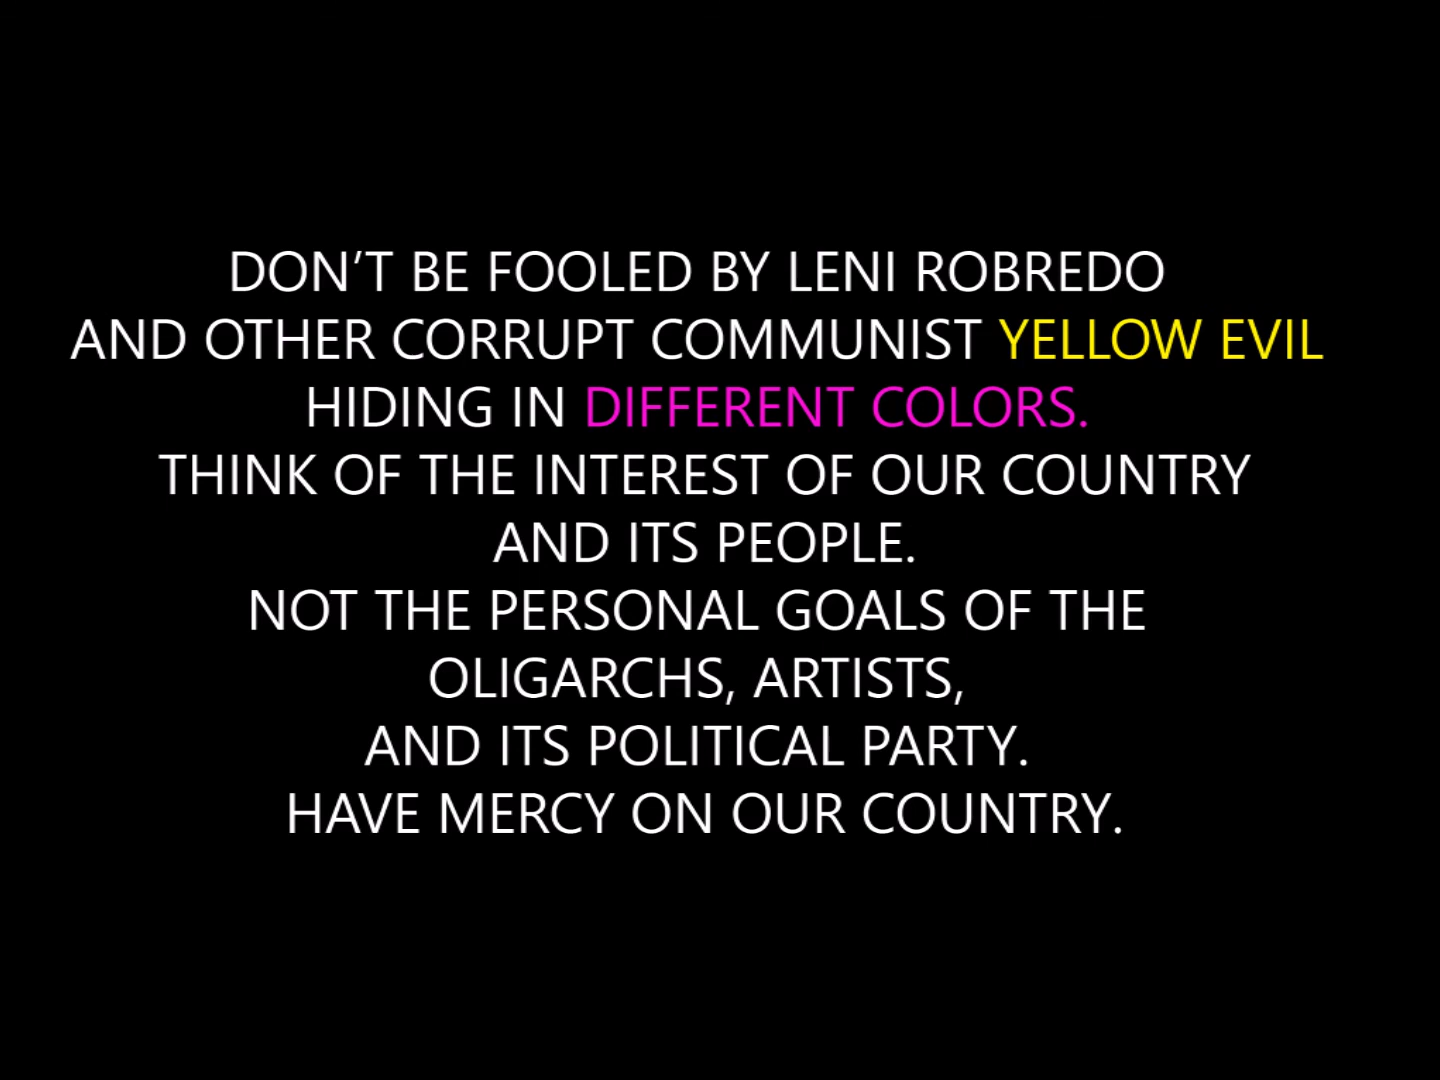 DON’T BE FOOLED BY LENI ROBREDO
AND OTHER CORRUPT COMMUNIST YELLOW EVIL
HIDING IN DIFFERENT COLORS.
THINK OF THE INTEREST OF OUR COUNTRY
AND ITS PEOPLE.
NOT THE PERSONAL GOALS OF THE
OLIGARCHS, ARTISTS,
AND ITS POLITICAL PARTY.
HAVE MERCY ON OUR COUNTRY.